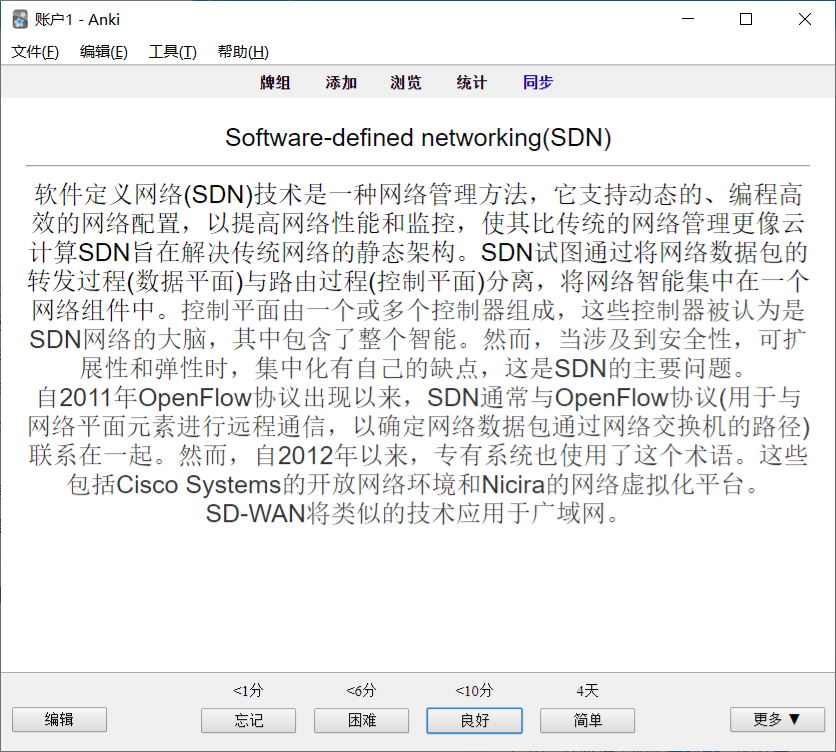 账户1 - Anki
文件(F) 编辑(E) 工具(T) 帮助(H)
牌组 添加 浏览 统计 同步
Software-defined networking(SDN)
软件定义网络(SDN)技术是一种网络管理方法，它支持动态的、编程高
效的网络配置，以提高网络性能和监控，使其比传统的网络管理更像云
计算SDN旨在解决传统网络的静态架构。SDN试图通过将网络数据包的
转发过程(数据平面)与路由过程(控制平面)分离，将网络智能集中在一个
网络组件中。控制平面由一个或多个控制器组成，这些控制器被认为是
SDN网络的大脑，其中包含了整个智能。然而，当涉及到安全性，可扩
展性和弹性时，集中化有自己的缺点，这是SDN的主要问题。
自2011年OpenFlow协议出现以来，SDN通常与OpenFlow协议(用于与
网络平面元素进行远程通信，以确定网络数据包通过网络交换机的路径)
联系在一起。然而，自2012年以来，专有系统也使用了这个术语。这些
包括Cisco Systems的开放网络环境和Nicira的网络虚拟化平台。
SD-WAN将类似的技术应用于广域网。
<1分 <6分 <10分 4天
编辑 忘记 困难 良好 简单 更多 ▼